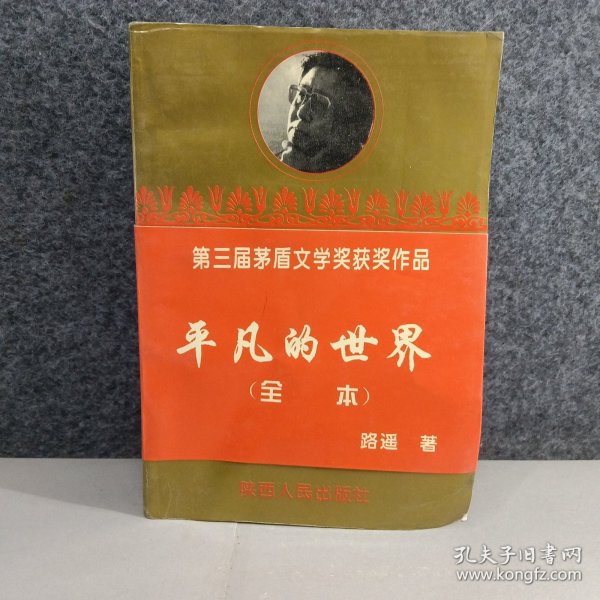 第三届茅盾文学奖获奖作品
平凡的世界
（全 本）
路遥 著
陕西人民出版社
孔夫子旧书网
www.kongfz.com